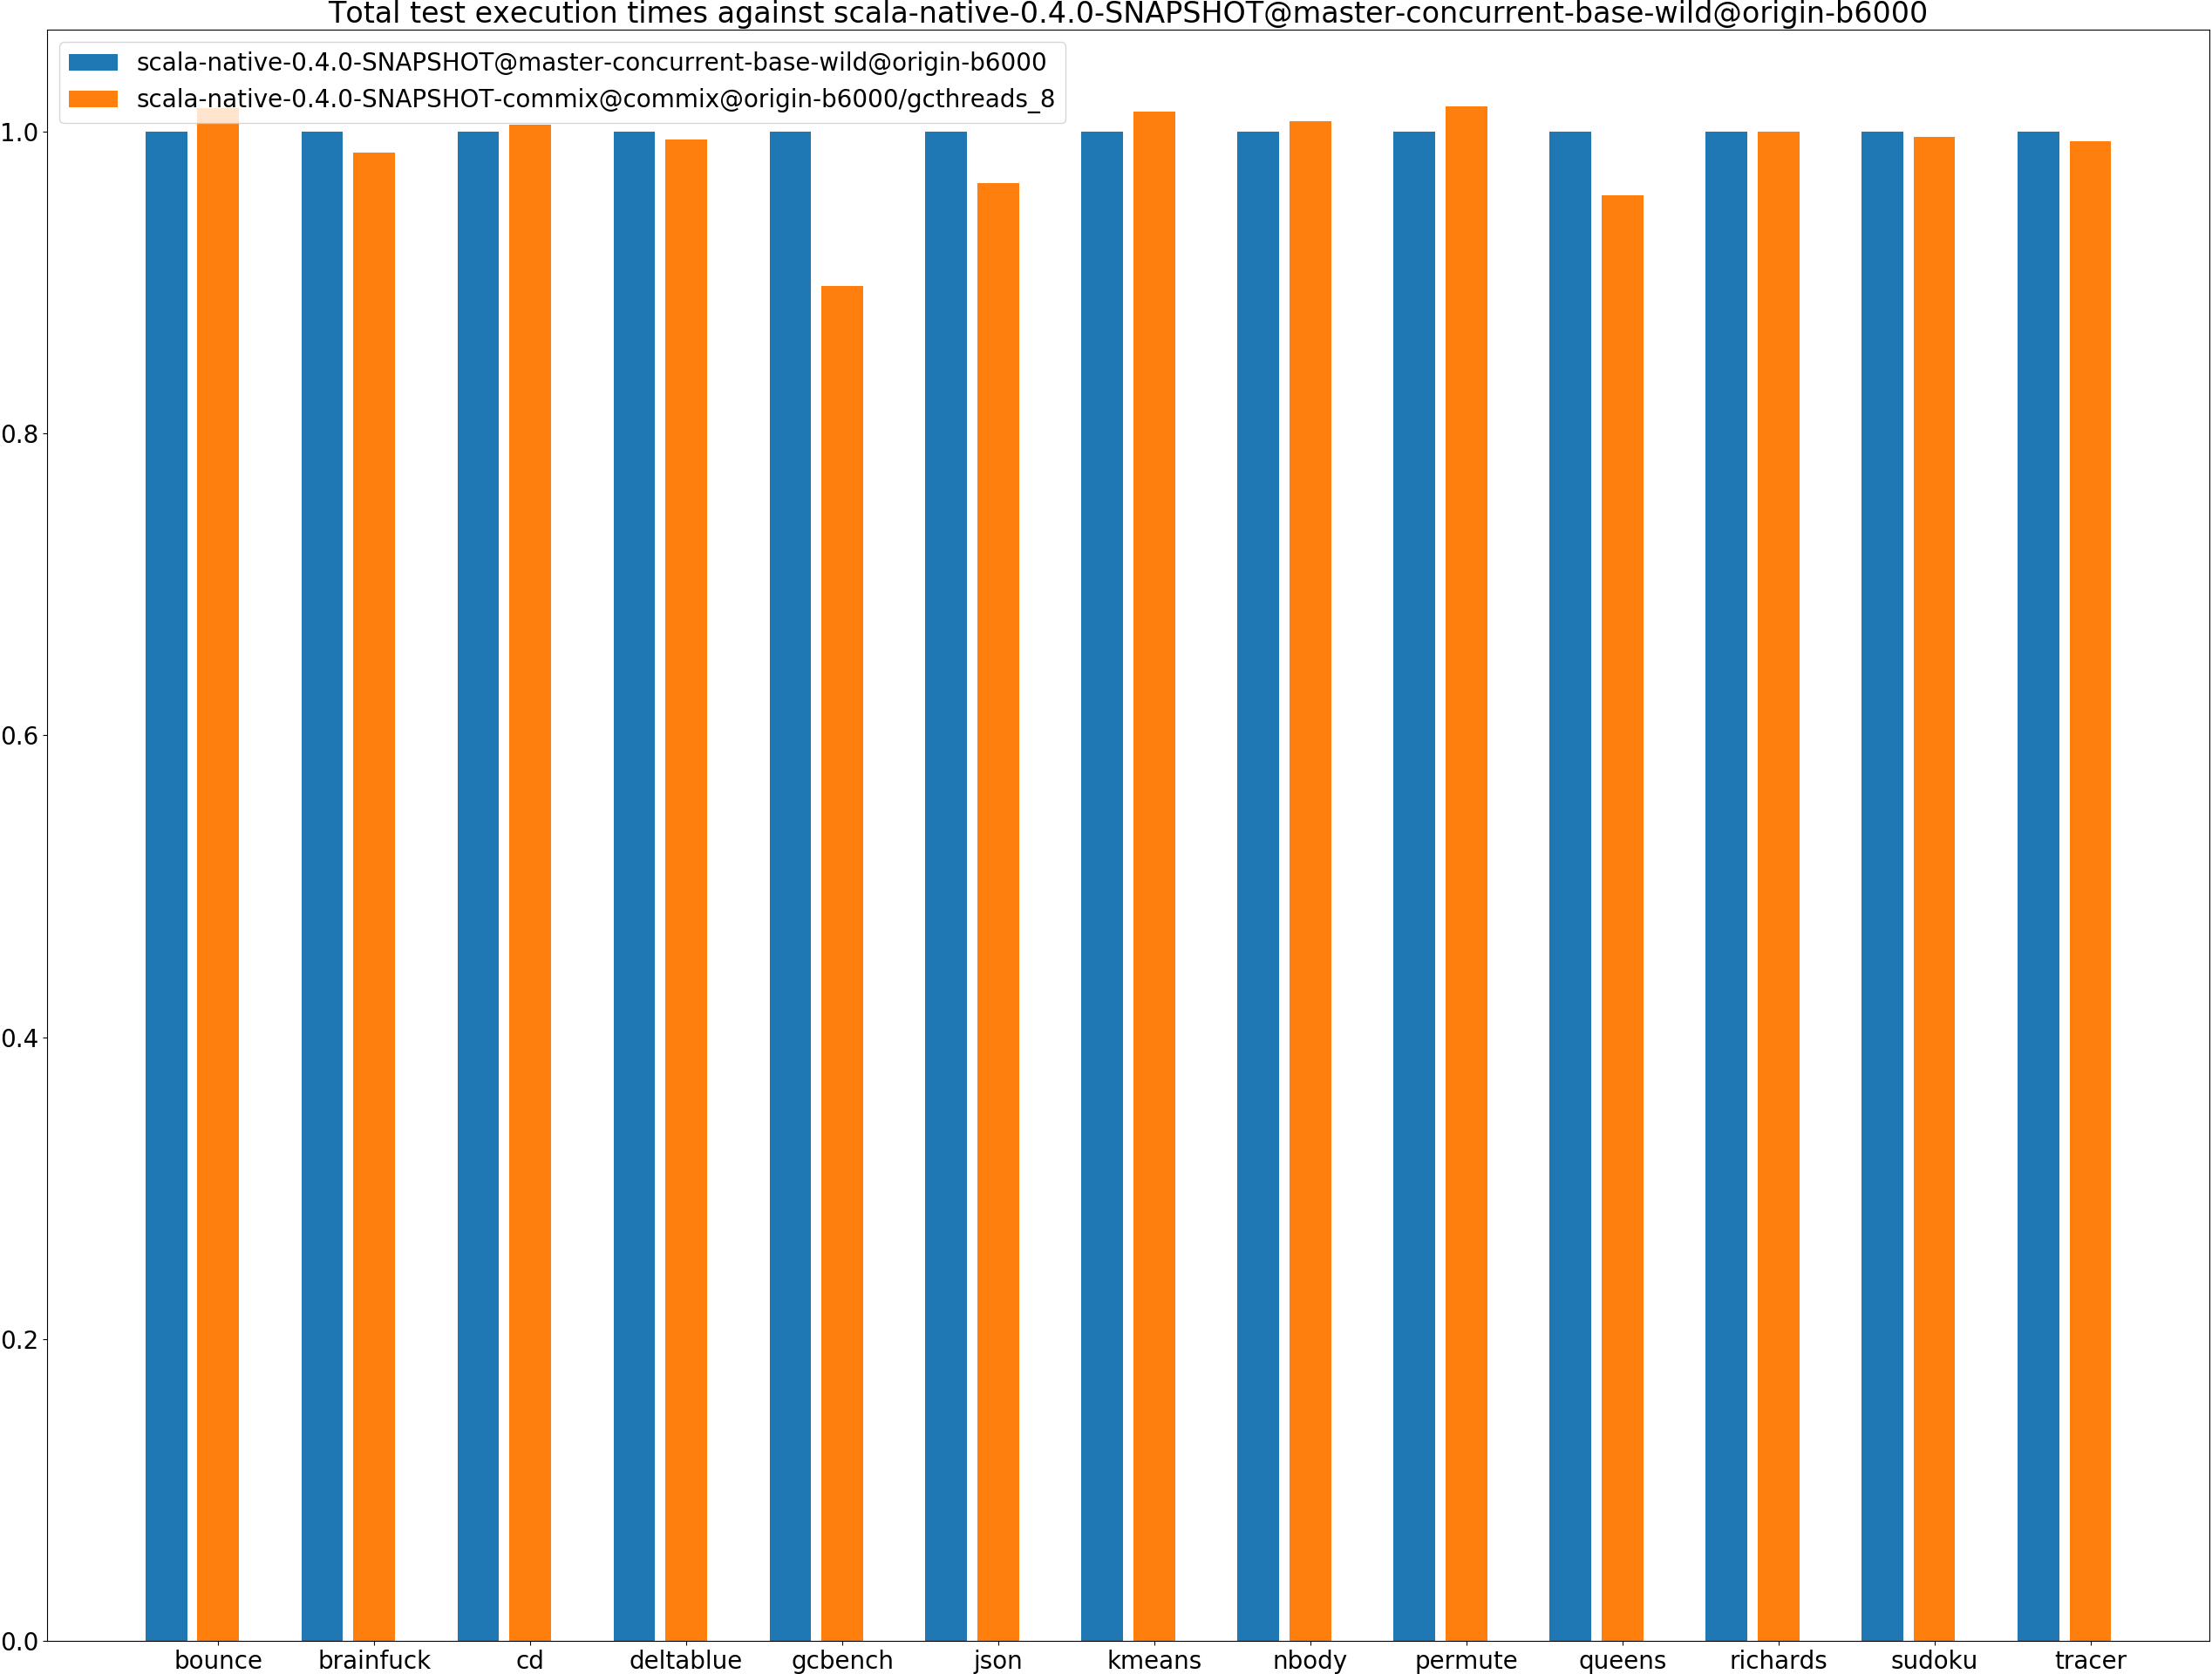 Total test execution times against scala-native-0.4.0-SNAPSHOT@master-concurrent-base-wild@origin-b6000
scala-native-0.4.0-SNAPSHOT@master-concurrent-base-wild@origin-b6000
scala-native-0.4.0-SNAPSHOT-commix@commix@origin-b6000/gcthreads_8
1.0
0.8
0.6
0.4
0.2
0.0
bounce brainfuck cd deltablue gcbench json kmeans nbody permute queens richards sudoku tracer